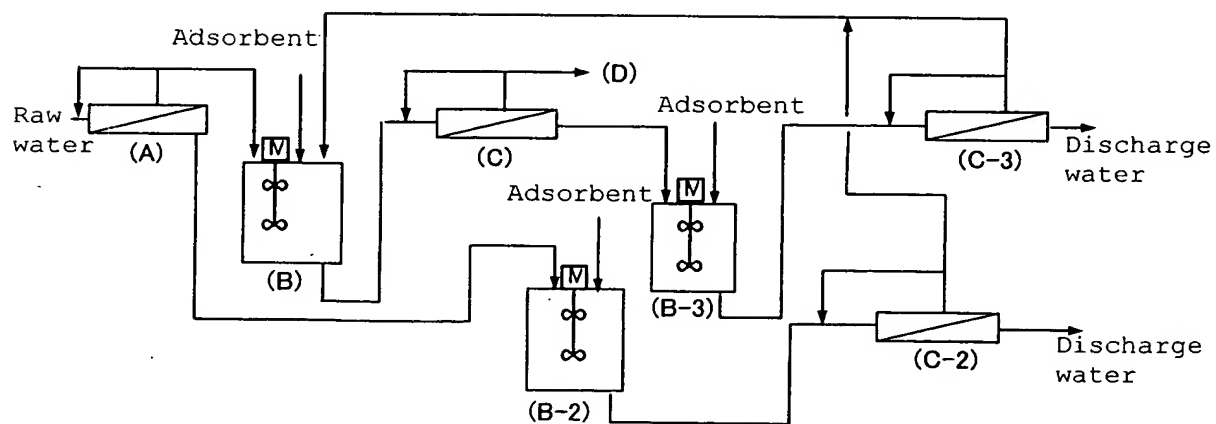 Adsorbent
(D)
Raw
water
Adsorbent
(A)
(C)
(C-3)
Discharge
water
M
Adsorbent
M
(B)
M
(B-3)
(C-2)
Discharge
water
(B-2)